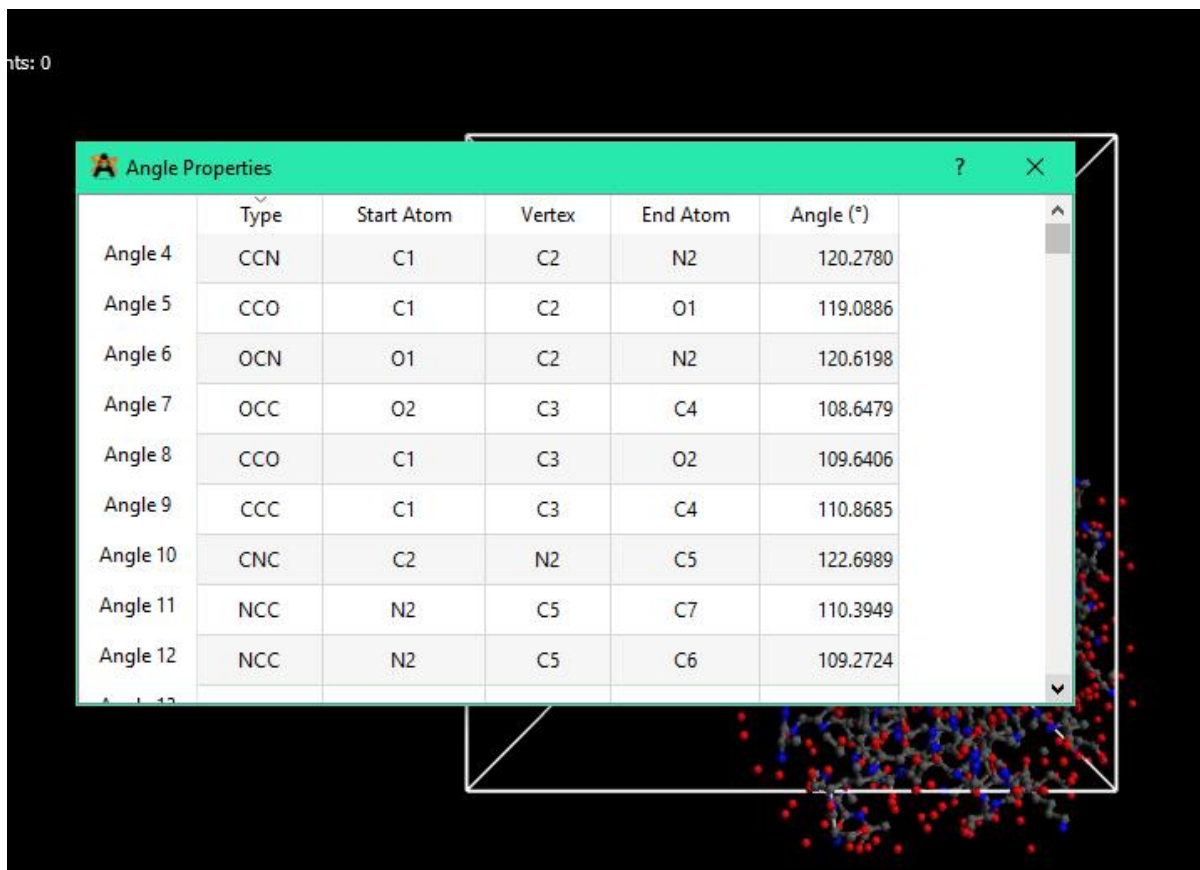 nts: 0
Angle Properties ?
Type Start Atom Vertex End Atom Angle (°)
Angle 4 CCN C1 C2 N2 120.2780
Angle 5 CCO C1 C2 O1 119.0886
Angle 6 OCN O1 C2 N2 120.6198
Angle 7 OCC O2 C3 C4 108.6479
Angle 8 CCO C1 C3 O2 109.6406
Angle 9 CCC C1 C3 C4 110.8685
Angle 10 CNC C2 N2 C5 122.6989
Angle 11 NCC N2 C5 C7 110.3949
Angle 12 NCC N2 C5 C6 109.2724